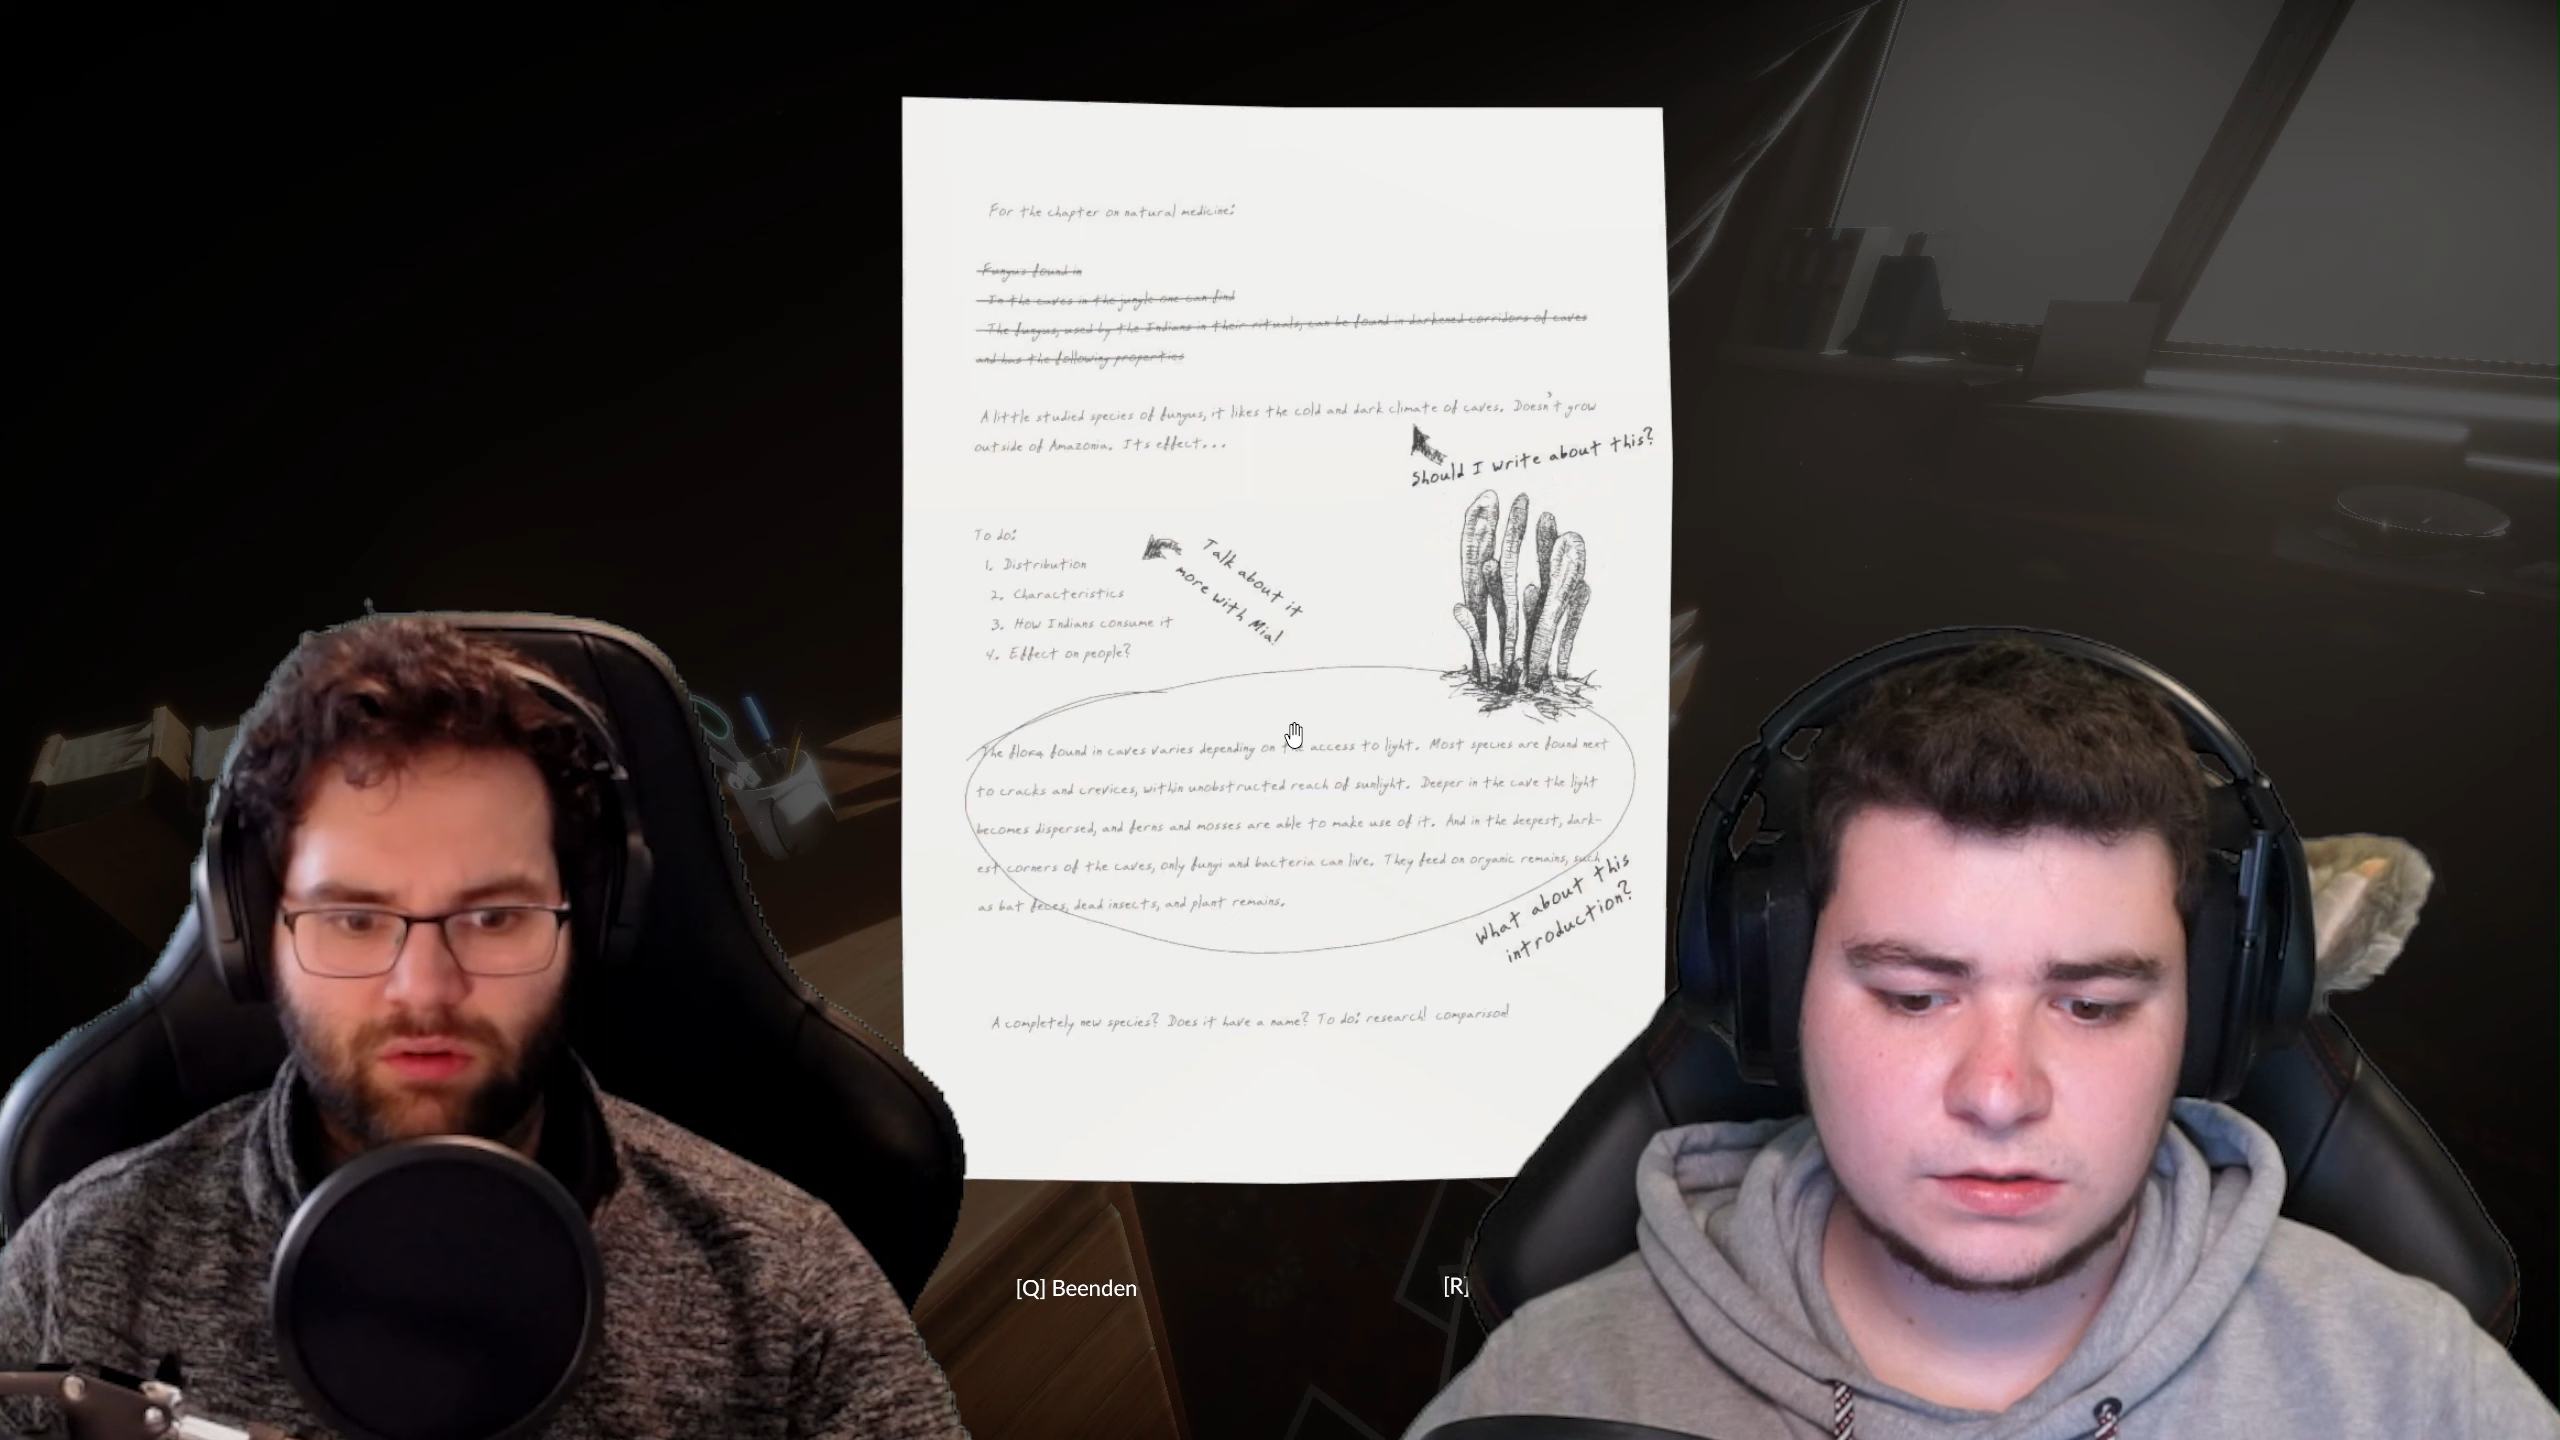 For the chapter on natural medicine:
Fungus found in
In the caves in the jungle one can find
The fungus, used by the Indians in their rituals, can be found in darkened corridors of caves
and has the following properties
A little studied species of fungus, it likes the cold and dark climate of caves. Doesn't grow
outside of Amazonia. Its effect...
Should I write about this?
To do:
1. Distribution
2. Characteristics
3. How Indians consume it
4. Effect on people?
Talk about it
more with Mia!
The flora found in caves varies depending on the access to light. Most species are found next
to cracks and crevices, within unobstructed reach of sunlight. Deeper in the cave the light
becomes dispersed, and ferns and mosses are able to make use of it. And in the deepest, dark-
est corners of the caves, only fungi and bacteria can live. They feed on organic remains, such
as bat feces, dead insects, and plant remains.
What about this
introduction?
A completely new species? Does it have a name? To do: research! comparison!
[Q] Beenden
[R]